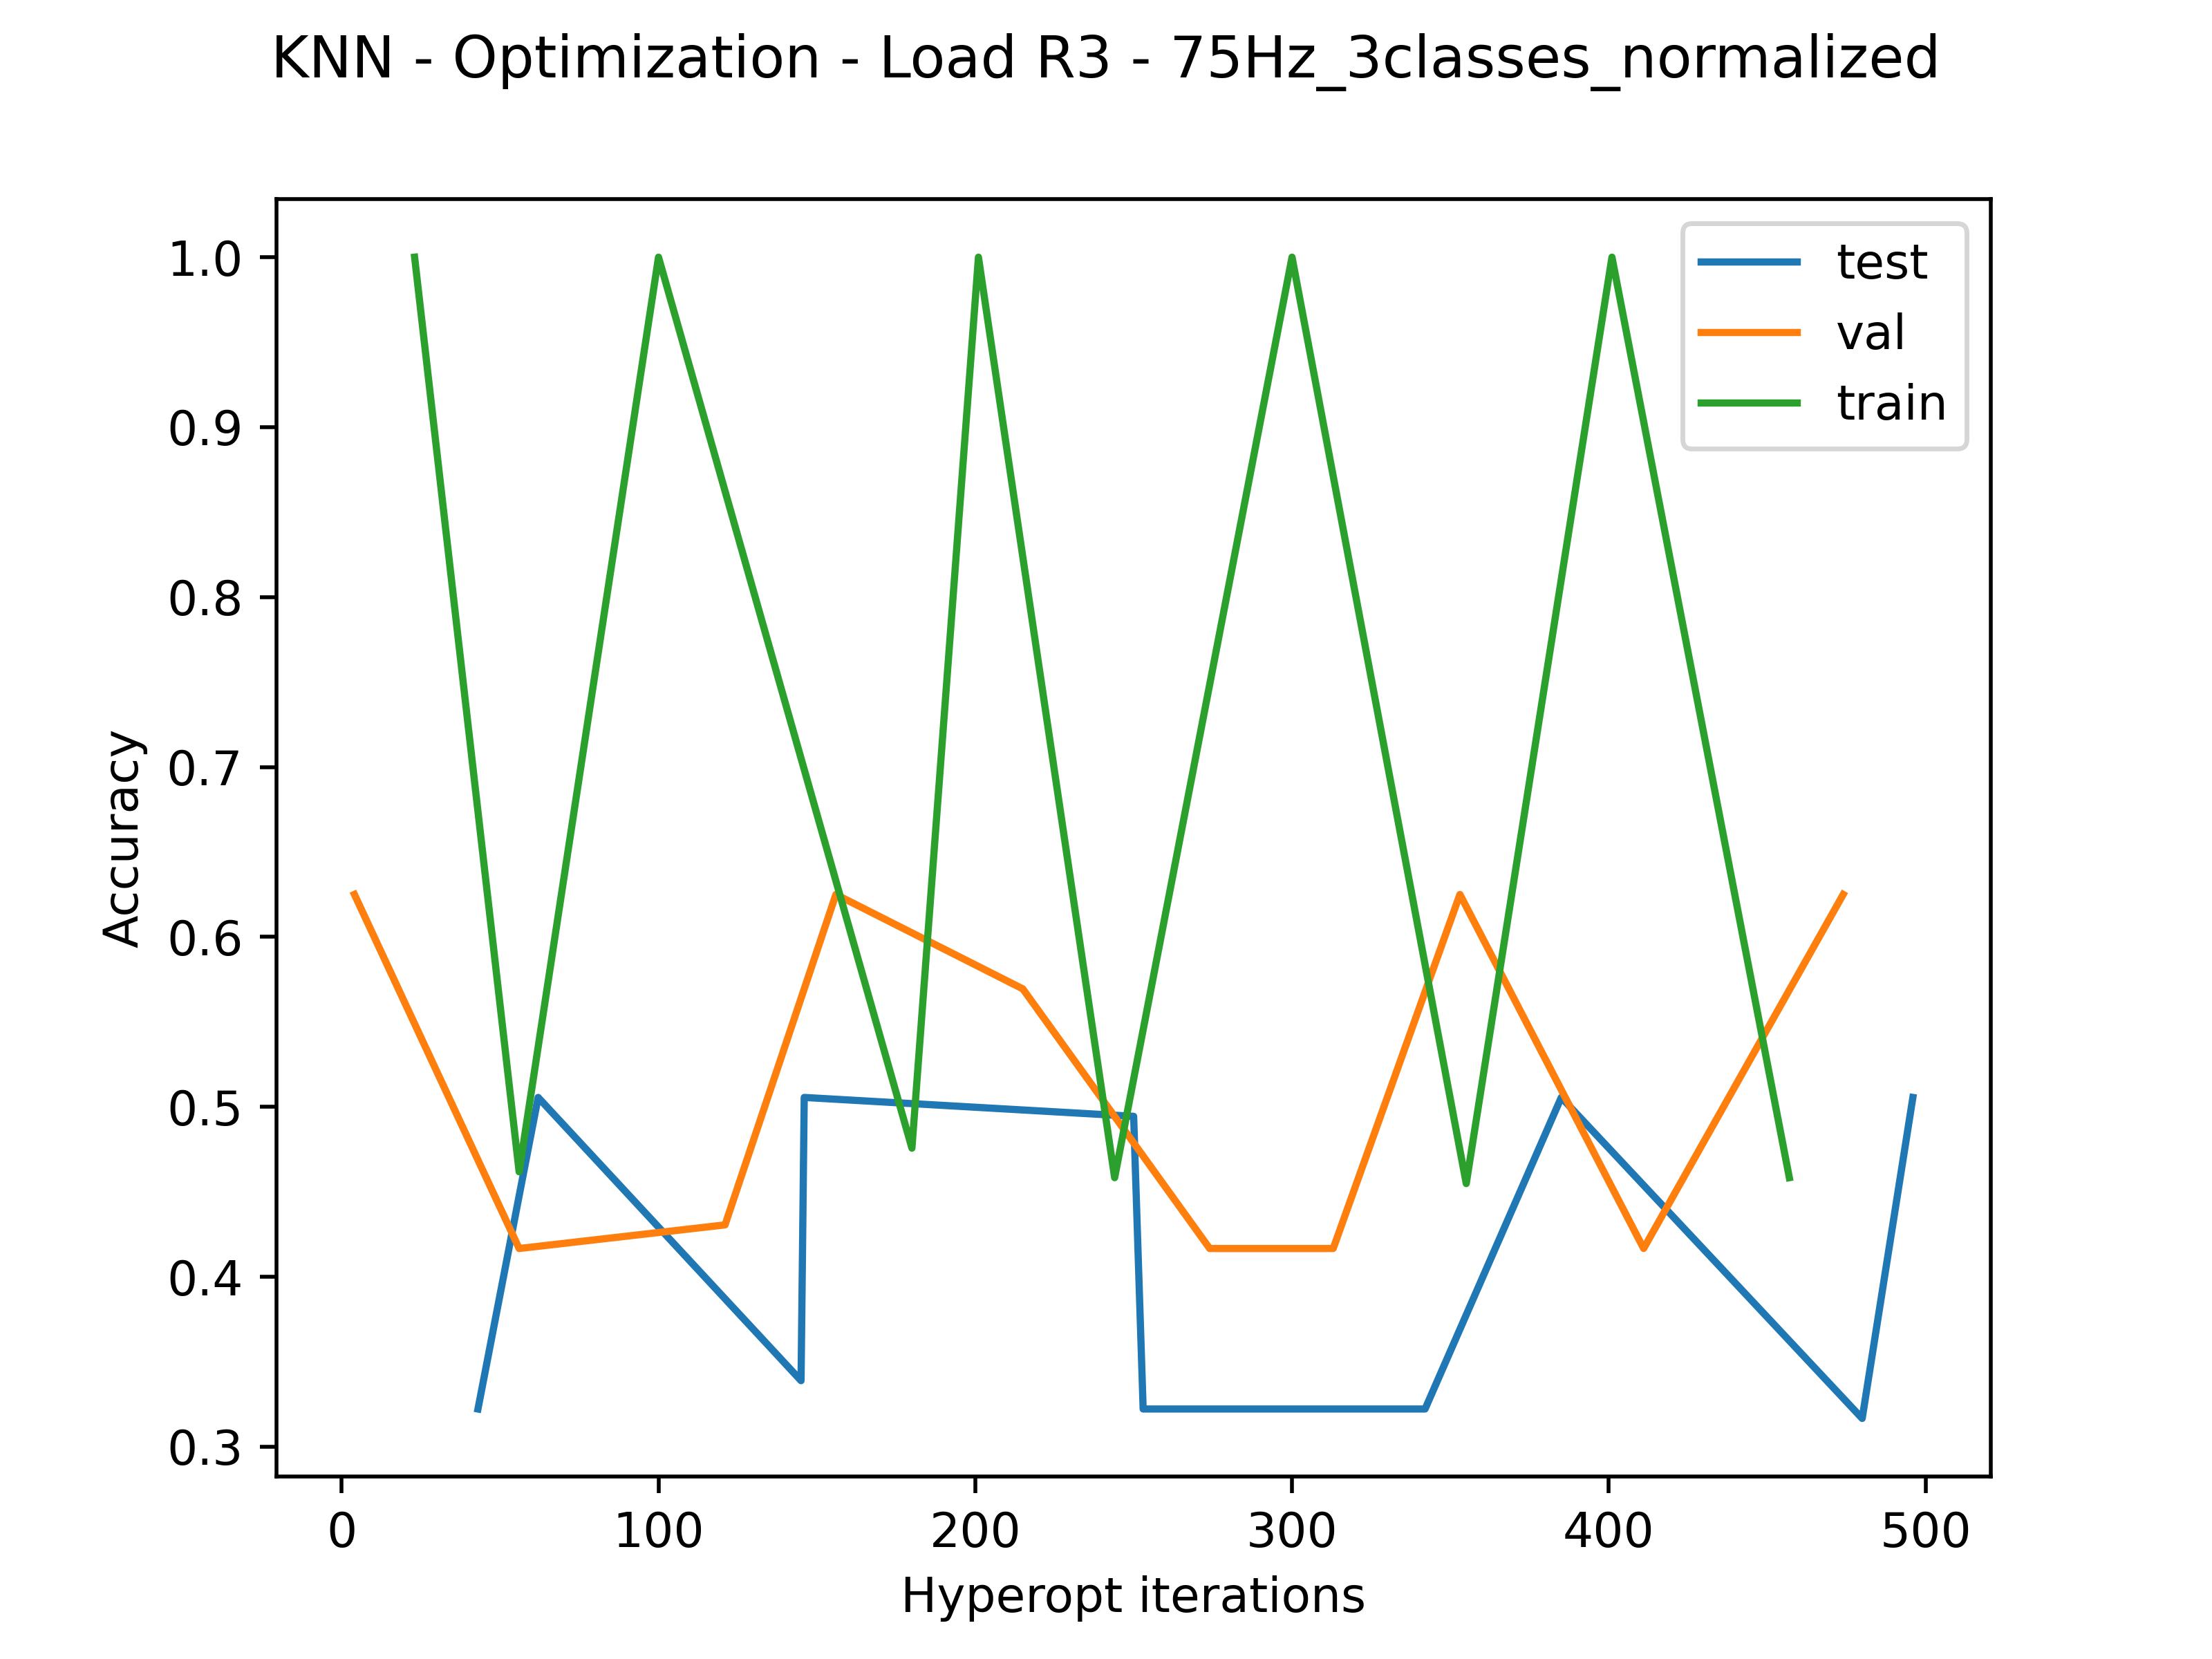 KNN - Optimization - Load R3 - 75Hz_3classes_normalized
test
val
train
1.0
0.9
0.8
0.7
0.6
0.5
0.4
0.3
Accuracy
0 100 200 300 400 500
Hyperopt iterations